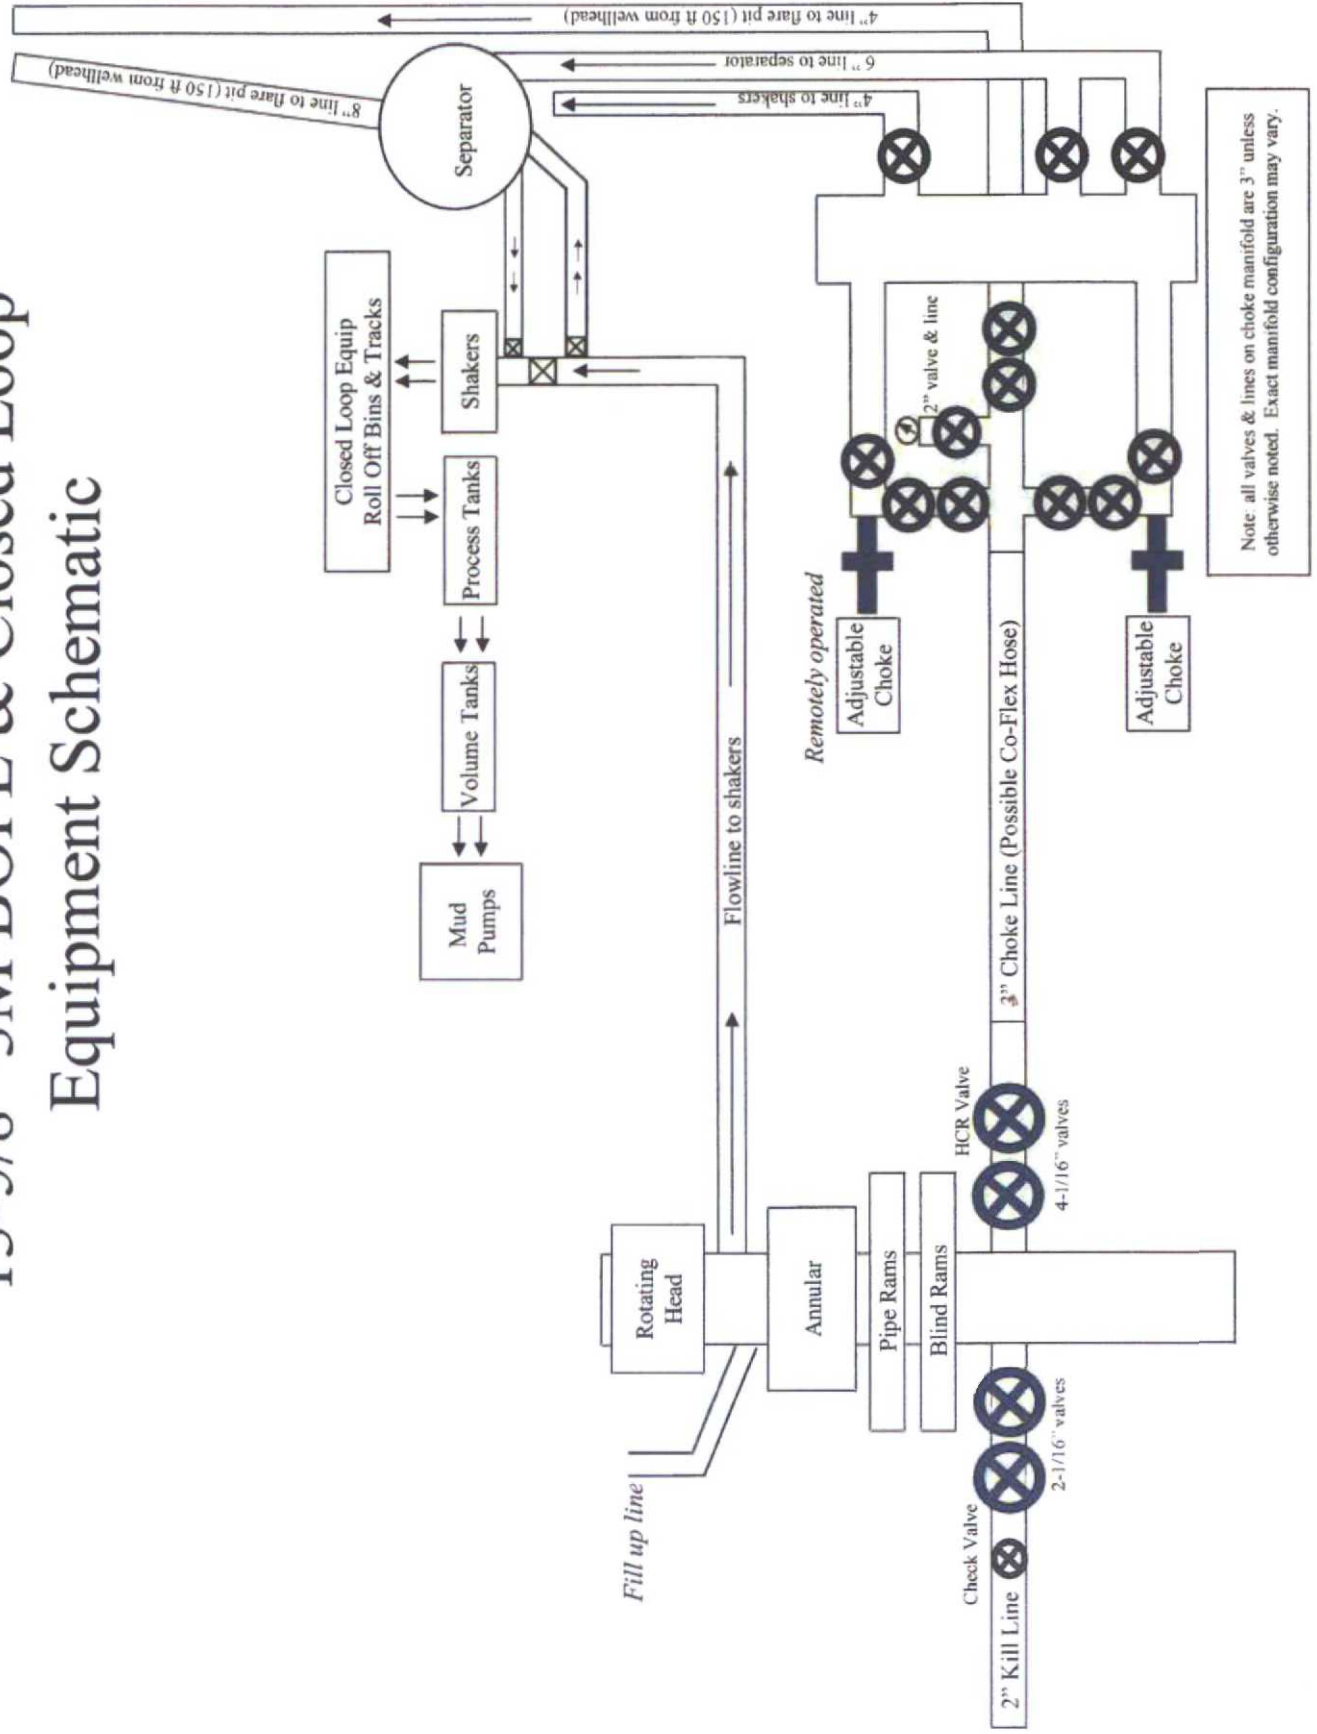 Equipment Schematic
4" line to flare pit (150 ft from wellhead)
8" line to flare pit (150 ft from wellhead)
6" line to separator
4" line to shakers
Separator
Closed Loop Equip
Roll Off Bins & Tracks
Shakers
Process Tanks
Volume Tanks
Mud
Pumps
Flowline to shakers
2" valve & line
Remotely operated
Adjustable
Choke
Adjustable
Choke
3" Choke Line (Possible Co-Flex Hose)
Note: all valves & lines on choke manifold are 3" unless
otherwise noted. Exact manifold configuration may vary.
Rotating
Head
Fill up line
Annular
Pipe Rams
Blind Rams
HCR Valve
4-1/16" valves
2-1/16" valves
Check Valve
2" Kill Line